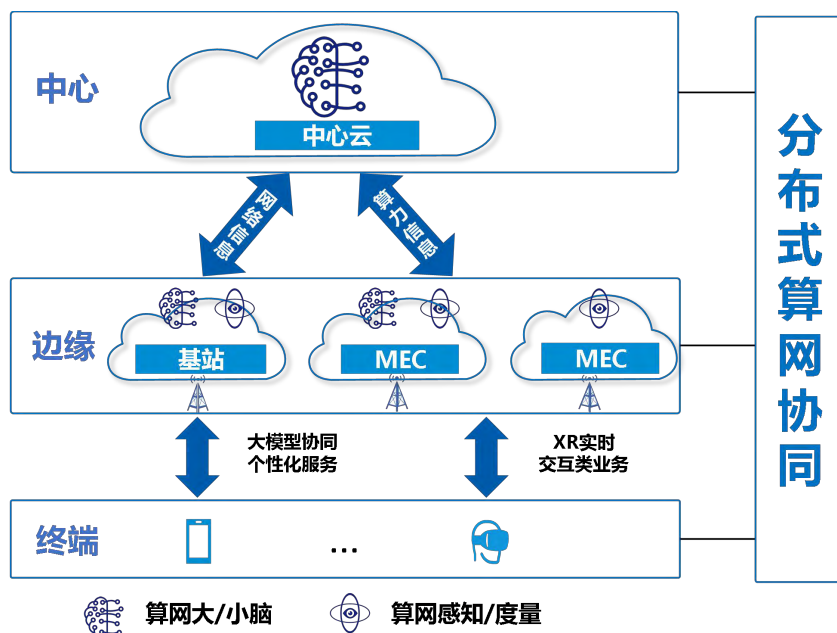 中心
中心云
网络信息
算力信息
边缘
基站
MEC
MEC
大模型协同
个性化服务
XR实时
交互类业务
终端
...
算网大/小脑
算网感知/度量
分布式算网协同